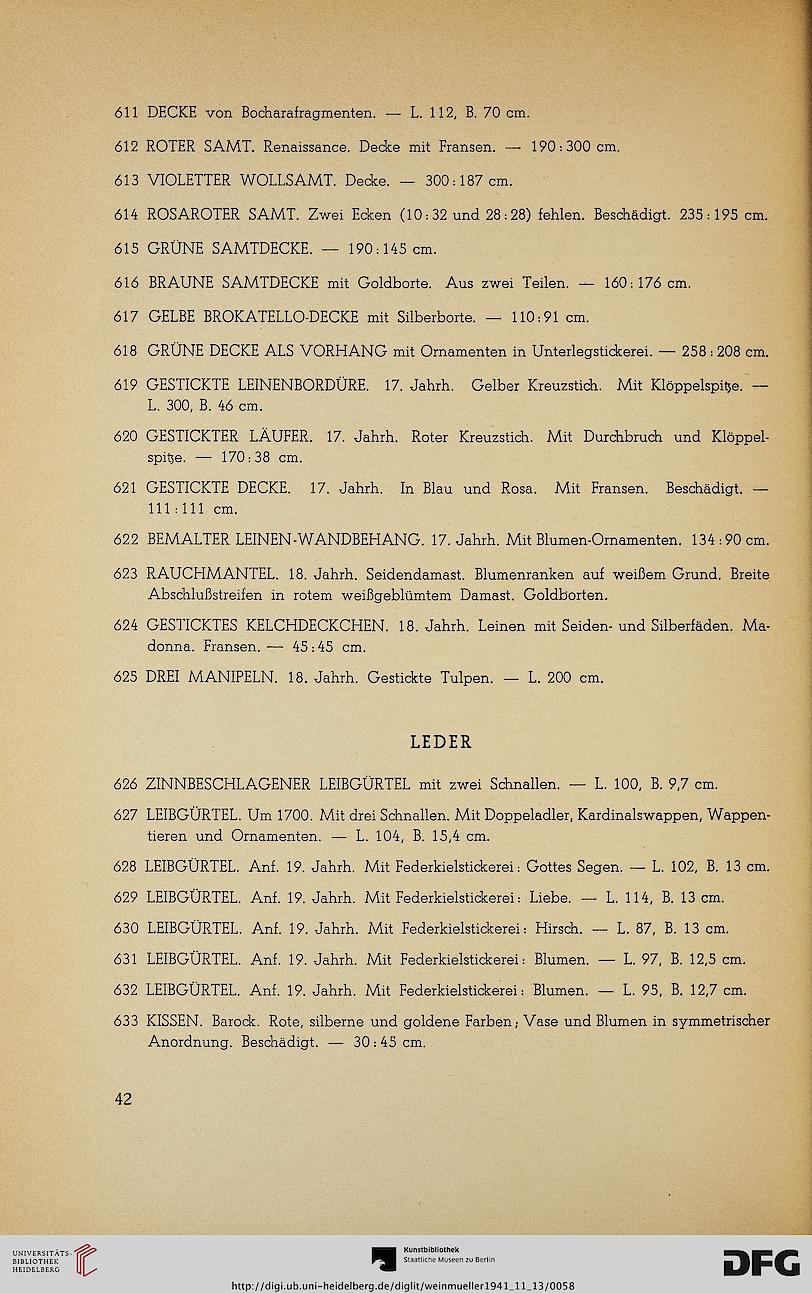 611 DECKE von Bocharafragmenten. — L. 112, B. 70 cm.
612 ROTER SAMT. Renaissance. Decke mit Fransen. — 190:300 cm.
613 VIOLETTER WOLLSAMT. Decke. — 300:187 cm.
614 ROSAROTER SAMT. Zwei Ecken (10:32 und 28:28) fehlen. Beschädigt. 235:195 cm.
615 GRÜNE SAMTDECKE. — 190:145 cm.
616 BRAUNE SAMTDECKE mit Goldborte. Aus zwei Teilen. — 160:176 cm.
617 GELBE BROKATELLO-DECKE mit Silberborte. — 110:91 cm.
618 GRÜNE DECKE ALS VORHANG mit Ornamenten in Unterlegstickerei. — 258:208 cm.
619 GESTICKTE LEINENBORDÜRE. 17. Jahrh. Gelber Kreuzstich. Mit Klöppelspitze. —
L. 300, B. 46 cm.
620 GESTICKTER LÄUFER. 17. Jahrh. Roter Kreuzstich. Mit Durchbruch und Klöppel-
spitze. — 170:38 cm.
621 GESTICKTE DECKE. 17. Jahrh. In Blau und Rosa. Mit Fransen. Beschädigt. —
111:111 cm.
622 BEMALTER LEINEN-WANDBEHANG. 17. Jahrh. Mit Blumen-Ornamenten. 134:90 cm.
623 RAUCHMANTEL. 18. Jahrh. Seidendamast. Blumenranken auf weißem Grund. Breite
Abschlußstreifen in rotem weißgeblümtem Damast. Goldborten.
624 GESTICKTES KELCHDECKCHEN. 18. Jahrh. Leinen mit Seiden- und Silberfäden. Ma-
donna. Fransen. — 45:45 cm.
625 DREI MANIPELN. 18. Jahrh. Gestickte Tulpen. — L. 200 cm.
LEDER
626 ZINNBESCHLAGENER LEIBGÜRTEL mit zwei Schnallen. — L. 100, B. 9,7 cm.
627 LEIBGÜRTEL. Um 1700. Mit drei Schnallen. Mit Doppeladler, Kardinalswappen, Wappen-
tieren und Ornamenten. — L. 104, B. 15,4 cm.
628 LEIBGÜRTEL. Anf. 19. Jahrh. Mit Federkielstickerei: Gottes Segen. — L. 102, B. 13 cm.
629 LEIBGÜRTEL. Anf. 19. Jahrh. Mit Federkielstickerei: Liebe. — L. 114, B. 13 cm.
630 LEIBGÜRTEL. Anf. 19. Jahrh. Mit Federkielstickerei: Hirsch. — L. 87, B. 13 cm.
631 LEIBGÜRTEL. Anf. 19. Jahrh. Mit Federkielstickerei: Blumen. — L. 97, B. 12,5 cm.
632 LEIBGÜRTEL. Anf. 19. Jahrh. Mit Federkielstickerei: Blumen. — L. 95, B. 12,7 cm.
633 KISSEN. Barock. Rote, silberne und goldene Farben; Vase und Blumen in symmetrischer
Anordnung. Beschädigt. — 30:45 cm.
42
UNIVERSITÄTS-
BIBLIOTHEK
HEIDELBERG
Kunstbibliothek
Staatliche Museen zu Berlin
DFG
http://digi.ub.uni-heidelberg.de/diglit/weinmueller1941_11_13/0058